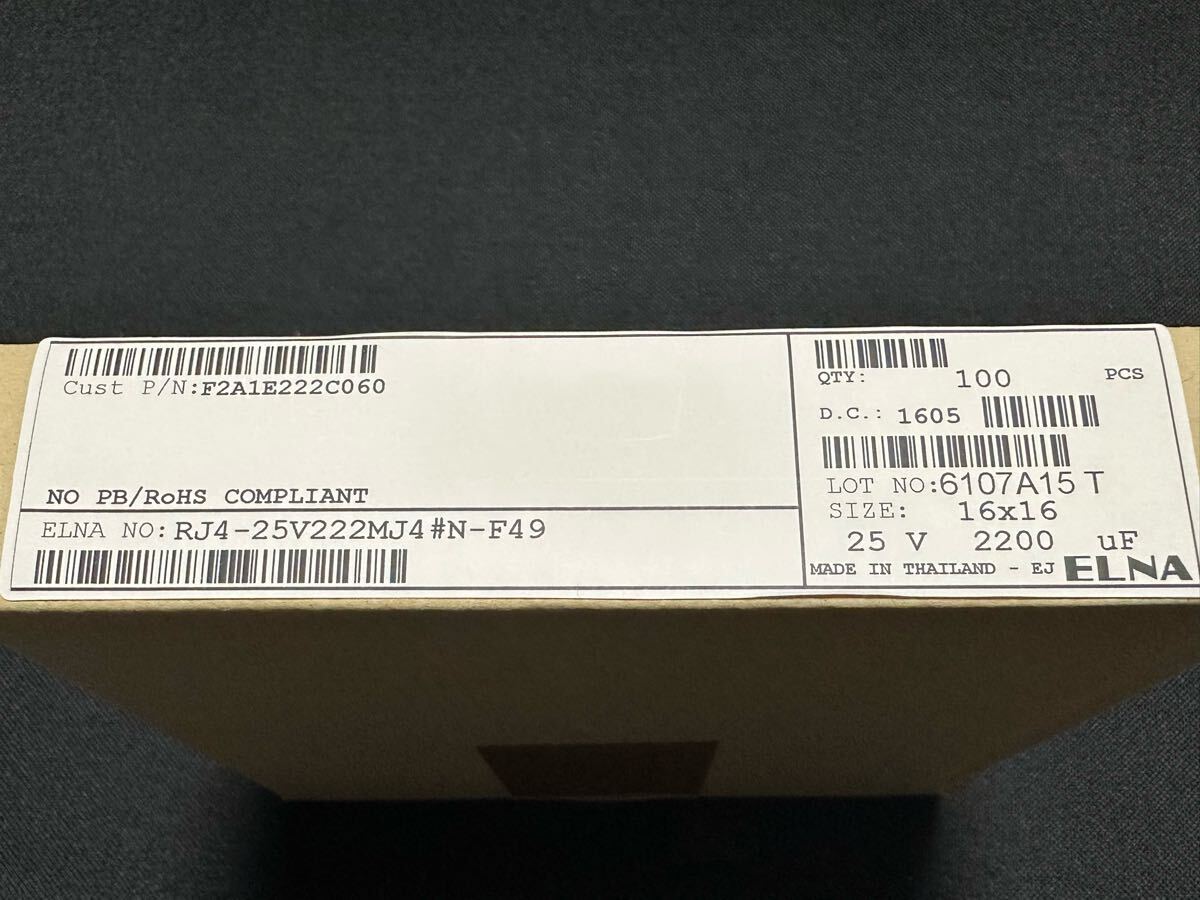 Cust P/N:F2A1E222C060
NO PB/RoHS COMPLIANT
ELNA NO:RJ4-25V222MJ4#N-F49
QTY: 100 PCS
D.C.: 1605
LOT NO:6107A15 T
SIZE: 16x16
25 V 2200 uF
MADE IN THAILAND - EJ ELNA